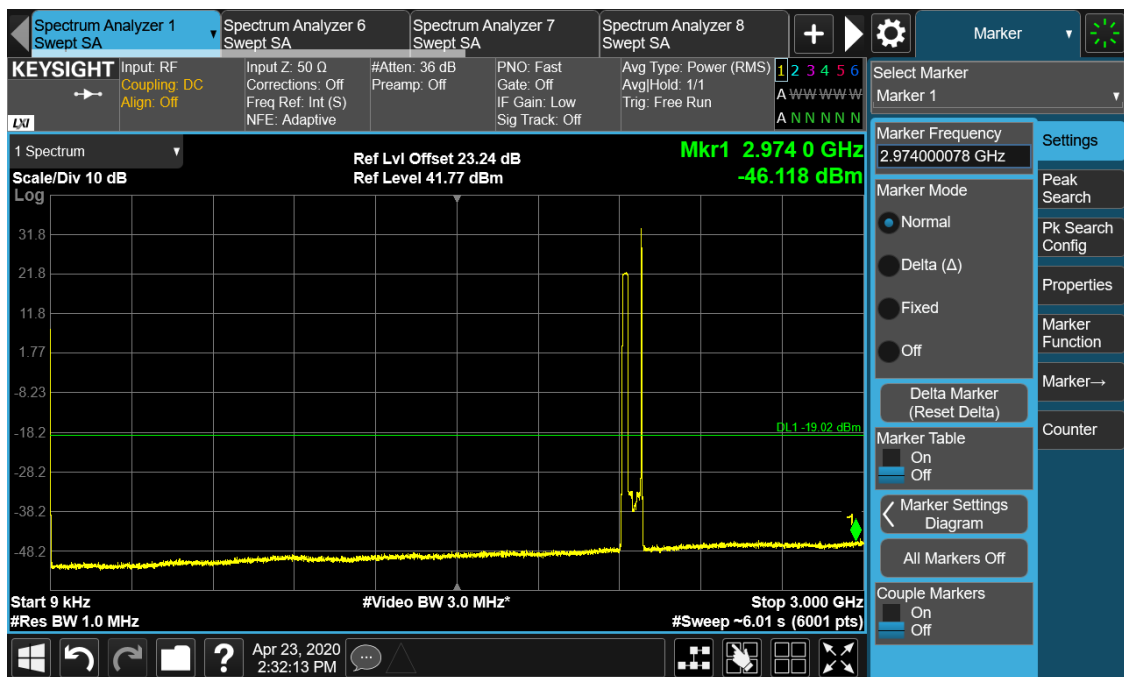 Spectrum Analyzer 1
Swept SA
Spectrum Analyzer 6
Swept SA
Spectrum Analyzer 7
Swept SA
Spectrum Analyzer 8
Swept SA
+
Marker
KEYSIGHT
LXI
Input: RF
Coupling: DC
Align: Off
Input Z: 50 Ω
Corrections: Off
Freq Ref: Int (S)
NFE: Adaptive
#Atten: 36 dB
Preamp: Off
PNO: Fast
Gate: Off
IF Gain: Low
Sig Track: Off
Avg Type: Power (RMS)
Avg|Hold: 1/1
Trig: Free Run
1 2 3 4 5 6
A W W W W W
A N N N N N
1 Spectrum
Scale/Div 10 dB
Log
Ref Lvl Offset 23.24 dB
Ref Level 41.77 dBm
Mkr1 2.974 0 GHz
-46.118 dBm
31.8
21.8
11.8
1.77
-8.23
-18.2
-28.2
-38.2
-48.2
DL1 -19.02 dBm
1
Start 9 kHz
#Res BW 1.0 MHz
#Video BW 3.0 MHz*
Stop 3.000 GHz
#Sweep ~6.01 s (6001 pts)
?
Apr 23, 2020
2:32:13 PM
Select Marker
Marker 1
Marker Frequency
2.974000078 GHz
Marker Mode
Normal
Delta (Δ)
Fixed
Off
Delta Marker
(Reset Delta)
Marker Table
On
Off
Marker Settings
Diagram
All Markers Off
Couple Markers
On
Off
Settings
Peak
Search
Pk Search
Config
Properties
Marker
Function
Marker→
Counter